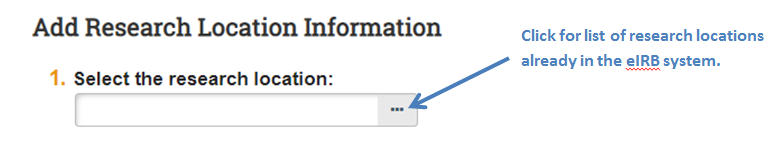 Add Research Location Information
Click for list of research locations
already in the eIRB system.
1. Select the research location:
...